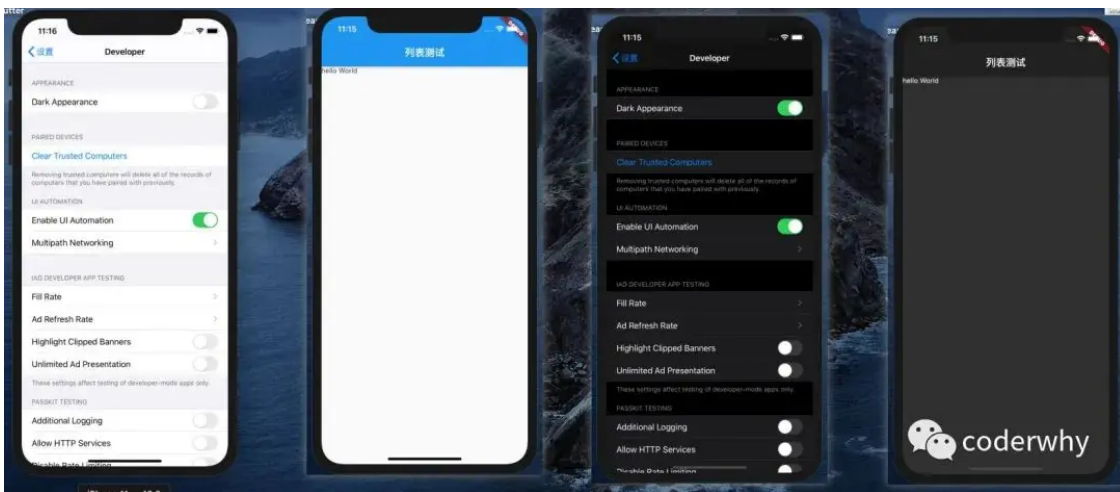 11:16
设置
Developer
APPEARANCE
Dark Appearance
PAIRED DEVICES
Clear Trusted Computers
Removing trusted computers will delete all of the records of
computers that you have paired with previously.
UI AUTOMATION
Enable UI Automation
Multipath Networking
IAD DEVELOPER APP TESTING
Fill Rate
Ad Refresh Rate
Highlight Clipped Banners
Unlimited Ad Presentation
These settings affect testing of developer-mode apps only.
PASSKIT TESTING
Additional Logging
Allow HTTP Services
Disable Rate Limiting
11:15
列表测试
hello World
11:15
设置
Developer
APPEARANCE
Dark Appearance
PAIRED DEVICES
Clear Trusted Computers
Removing trusted computers will delete all of the records of
computers that you have paired with previously.
UI AUTOMATION
Enable UI Automation
Multipath Networking
IAD DEVELOPER APP TESTING
Fill Rate
Ad Refresh Rate
Highlight Clipped Banners
Unlimited Ad Presentation
These settings affect testing of developer-mode apps only.
PASSKIT TESTING
Additional Logging
Allow HTTP Services
Disable Rate Limiting
11:15
列表测试
hello World
coderwhy